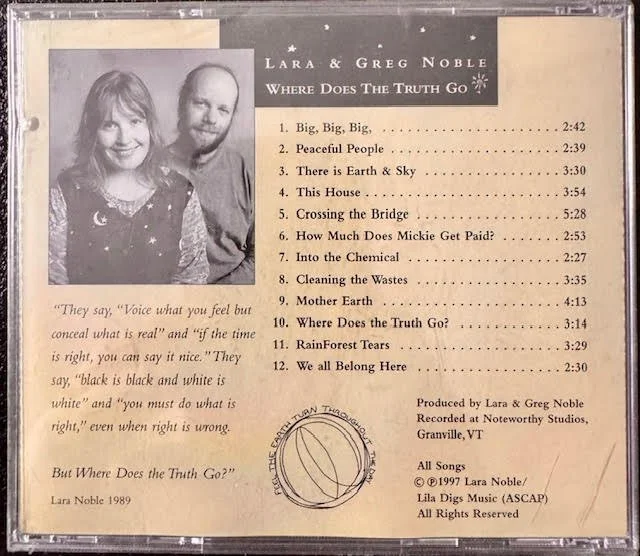 LARA & GREG NOBLE
WHERE DOES THE TRUTH GO
1. Big, Big, Big, . . . . . . . . . . . . . . . . . . . . . 2:42
2. Peaceful People . . . . . . . . . . . . . . . . . . . 2:39
3. There is Earth & Sky . . . . . . . . . . . . . . . 3:30
4. This House . . . . . . . . . . . . . . . . . . . . . . . 3:54
5. Crossing the Bridge . . . . . . . . . . . . . . . . 5:28
6. How Much Does Mickie Get Paid? . . . . . . . . 2:53
7. Into the Chemical . . . . . . . . . . . . . . . . . 2:27
8. Cleaning the Wastes . . . . . . . . . . . . . . . . 3:35
9. Mother Earth . . . . . . . . . . . . . . . . . . . . . 4:13
10. Where Does the Truth Go? . . . . . . . . . . . 3:14
11. RainForest Tears . . . . . . . . . . . . . . . . . . 3:29
12. We all Belong Here . . . . . . . . . . . . . . . . 2:30
"They say, "Voice what you feel but
conceal what is real" and "if the time
is right, you can say it nice." They
say, "black is black and white is
white" and "you must do what is
right," even when right is wrong.
But Where Does the Truth Go?"
Lara Noble 1989
FEEL THE EARTH TURN THROUGHOUT THE DAY
Produced by Lara & Greg Noble
Recorded at Noteworthy Studios,
Granville, VT
All Songs
© ℗1997 Lara Noble/
Lila Digs Music (ASCAP)
All Rights Reserved